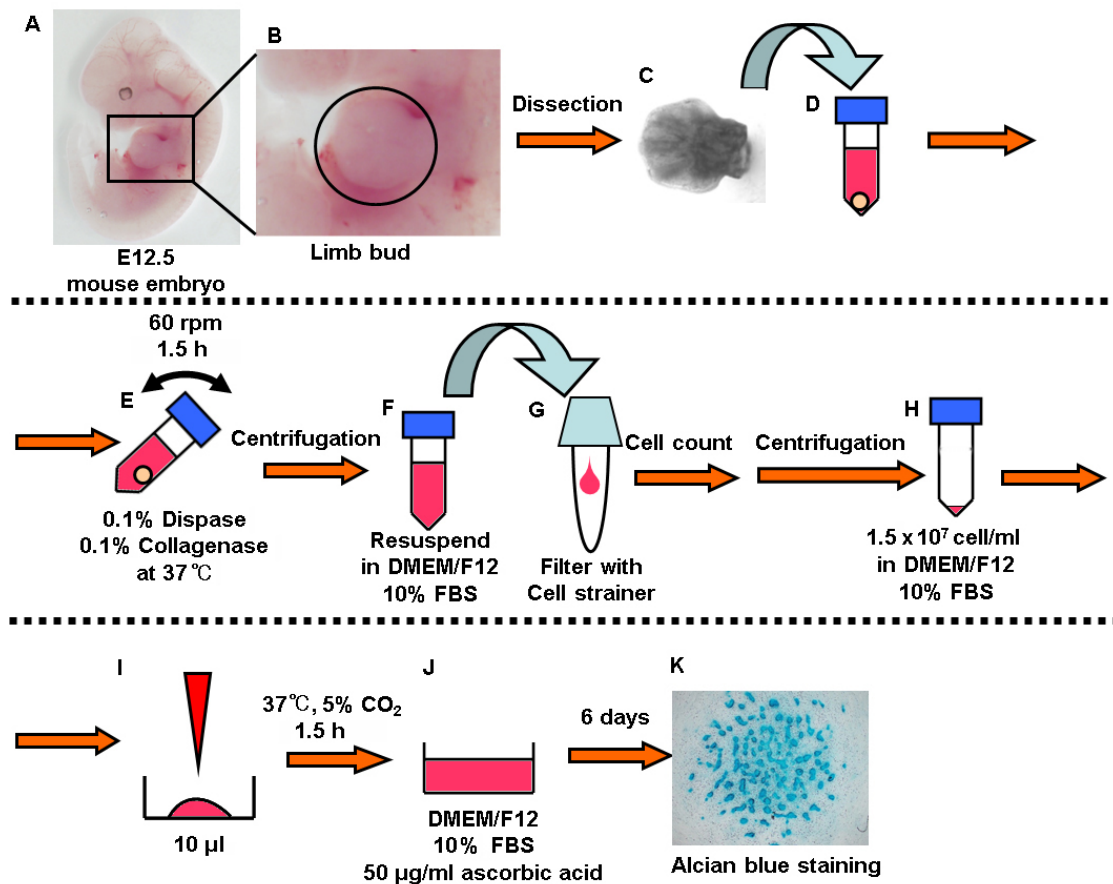 A
B
C
D
Dissection
E12.5
mouse embryo
Limb bud
60 rpm
1.5 h
E
F
G
H
Centrifugation
Cell count
Centrifugation
0.1% Dispase
0.1% Collagenase
at 37℃
Resuspend
in DMEM/F12
10% FBS
Filter with
Cell strainer
1.5 x 10⁷ cell/ml
in DMEM/F12
10% FBS
I
J
K
37℃, 5% CO₂
1.5 h
6 days
10 µl
DMEM/F12
10% FBS
50 µg/ml ascorbic acid
Alcian blue staining